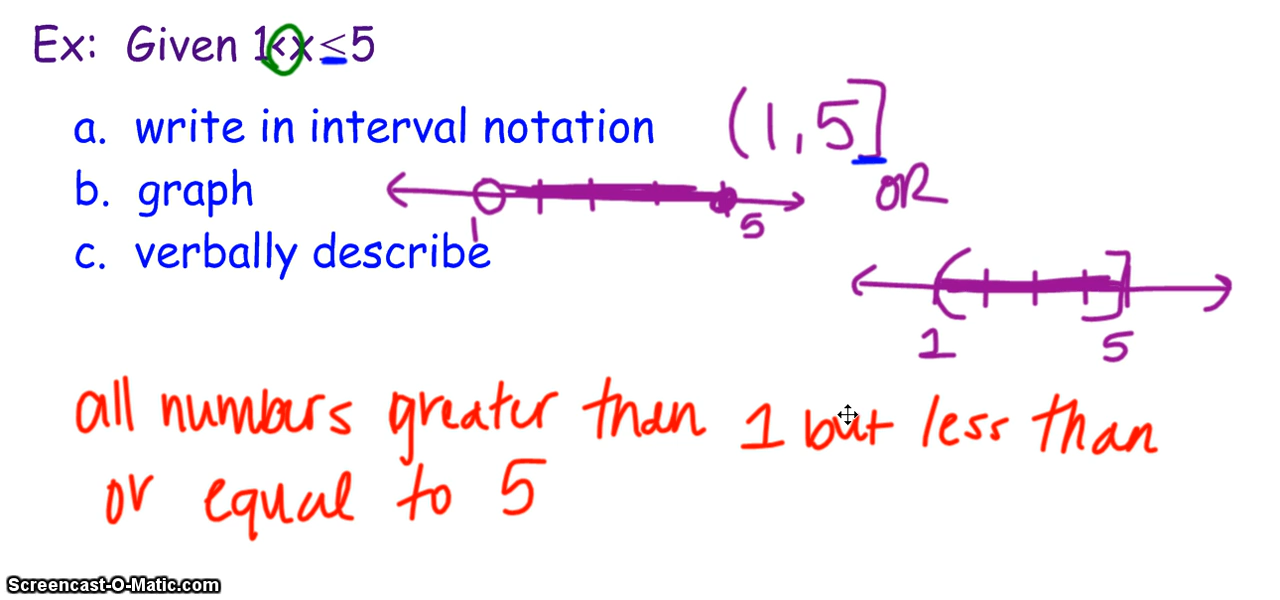 Ex: Given 1<x≤5
a. write in interval notation (1,5]
b. graph
1 5
OR
c. verbally describe
1 5
all numbers greater than 1 but less than
or equal to 5
Screencast-O-Matic.com